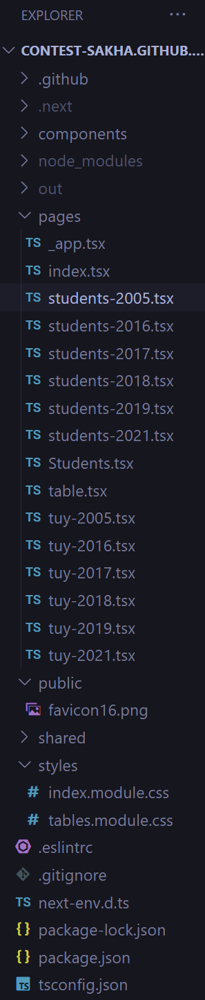 EXPLORER ...
CONTEST-SAKHA.GITHUB....
.github
.next
components
node_modules
out
pages
TS _app.tsx
TS index.tsx
TS students-2005.tsx
TS students-2016.tsx
TS students-2017.tsx
TS students-2018.tsx
TS students-2019.tsx
TS students-2021.tsx
TS Students.tsx
TS table.tsx
TS tuy-2005.tsx
TS tuy-2016.tsx
TS tuy-2017.tsx
TS tuy-2018.tsx
TS tuy-2019.tsx
TS tuy-2021.tsx
public
favicon16.png
shared
styles
# index.module.css
# tables.module.css
.eslintrc
.gitignore
TS next-env.d.ts
{ } package-lock.json
{ } package.json
TS tsconfig.json